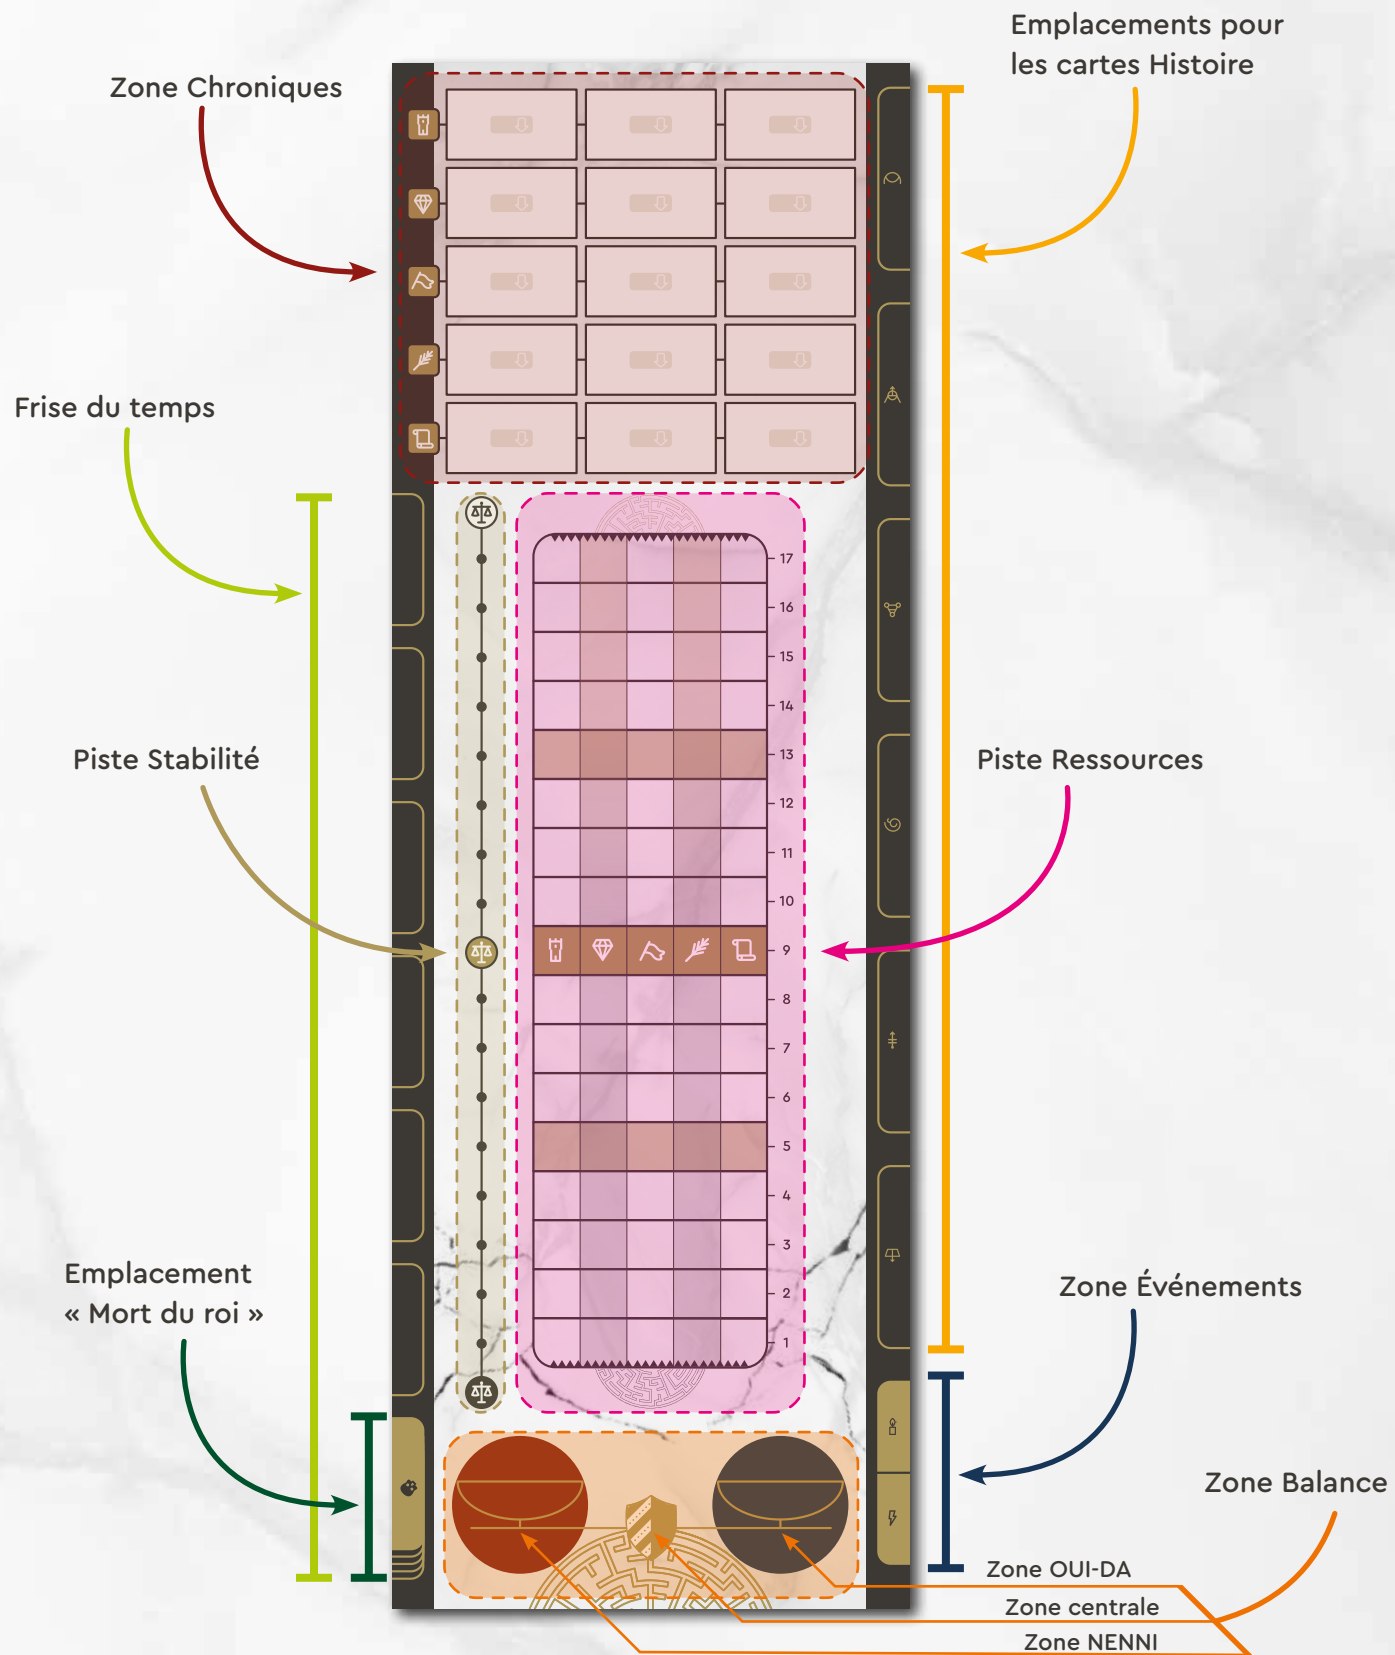 Emplacements pour
les cartes Histoire
Zone Chroniques
Frise du temps
17
16
15
14
13
12
11
10
9
8
7
6
5
4
3
2
1
Piste Stabilité
Piste Ressources
Emplacement
« Mort du roi »
Zone Événements
Zone Balance
Zone OUI-DA
Zone centrale
Zone NENNI